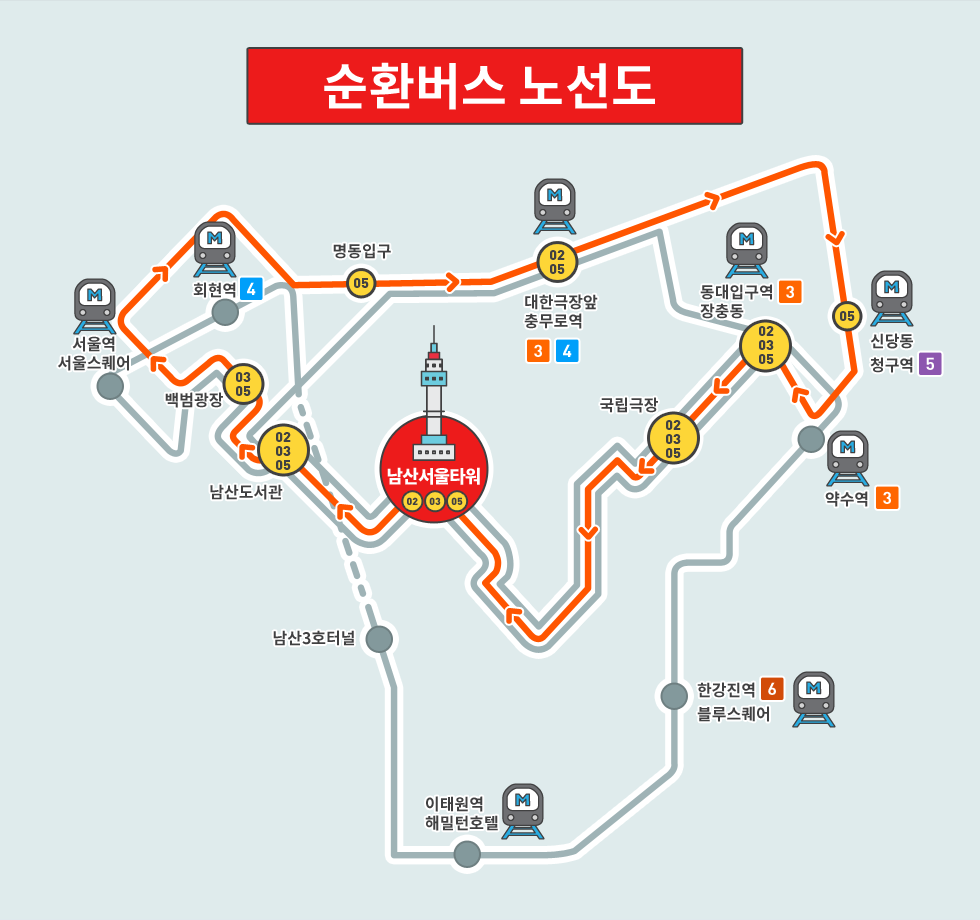 순환버스 노선도
M
M
명동입구
05
02
05
대한극장앞
충무로역
3 4
M
회현역 4
M
서울역
서울스퀘어
M
동대입구역 3
장충동
02
03
05
M
05
신당동
청구역 5
백범광장
03
05
02
03
05
남산도서관
남산서울타워
02 03 05
국립극장
02
03
05
M
약수역 3
남산3호터널
한강진역 6
블루스퀘어
M
이태원역
해밀턴호텔